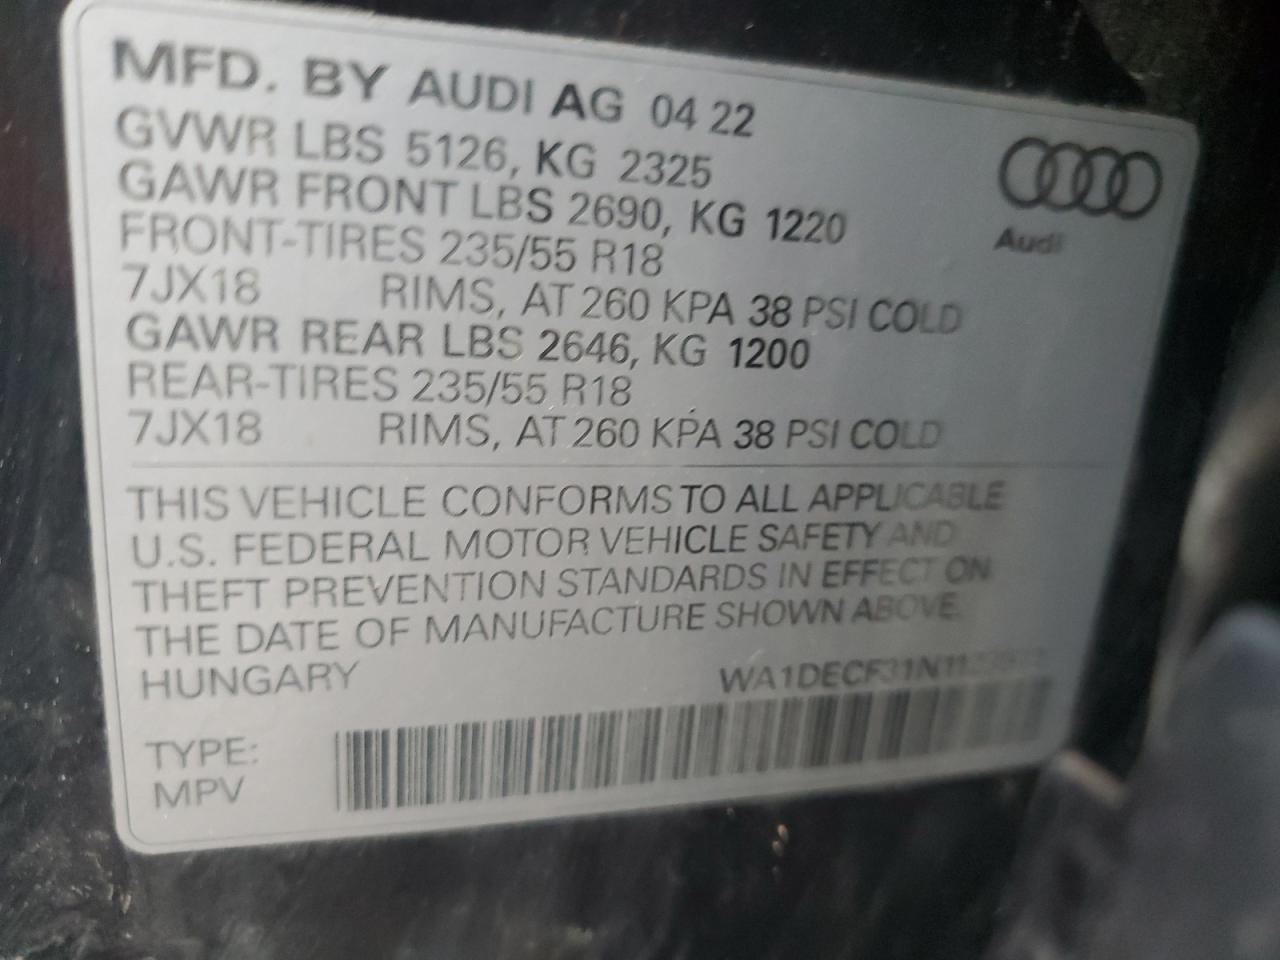 MFD. BY AUDI AG 04 22
GVWR LBS 5126, KG 2325
GAWR FRONT LBS 2690, KG 1220
FRONT-TIRES 235/55 R18
7JX18 RIMS, AT 260 KPA 38 PSI COLD
GAWR REAR LBS 2646, KG 1200
REAR-TIRES 235/55 R18
7JX18 RIMS, AT 260 KPA 38 PSI COLD
Audi
THIS VEHICLE CONFORMS TO ALL APPLICABLE
U.S. FEDERAL MOTOR VEHICLE SAFETY AND
THEFT PREVENTION STANDARDS IN EFFECT ON
THE DATE OF MANUFACTURE SHOWN ABOVE.
HUNGARY
TYPE:
MPV